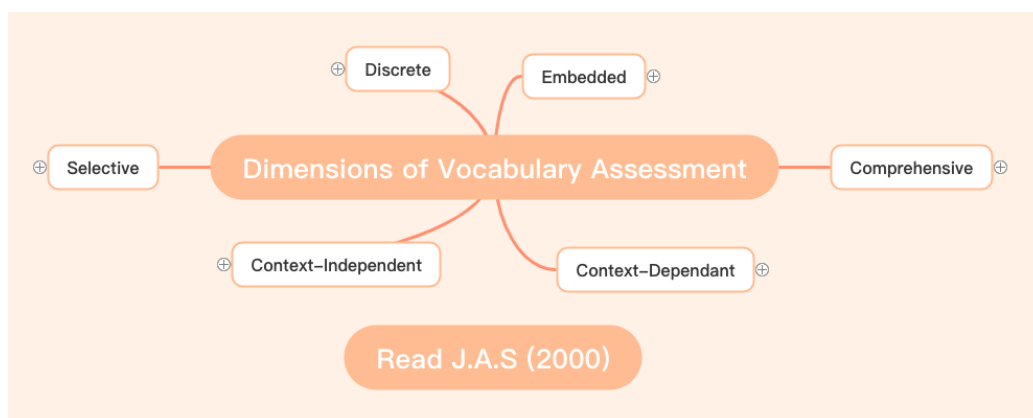 Discrete
Embedded
Selective
Dimensions of Vocabulary Assessment
Comprehensive
Context-Independent
Context-Dependant
Read J.A.S (2000)